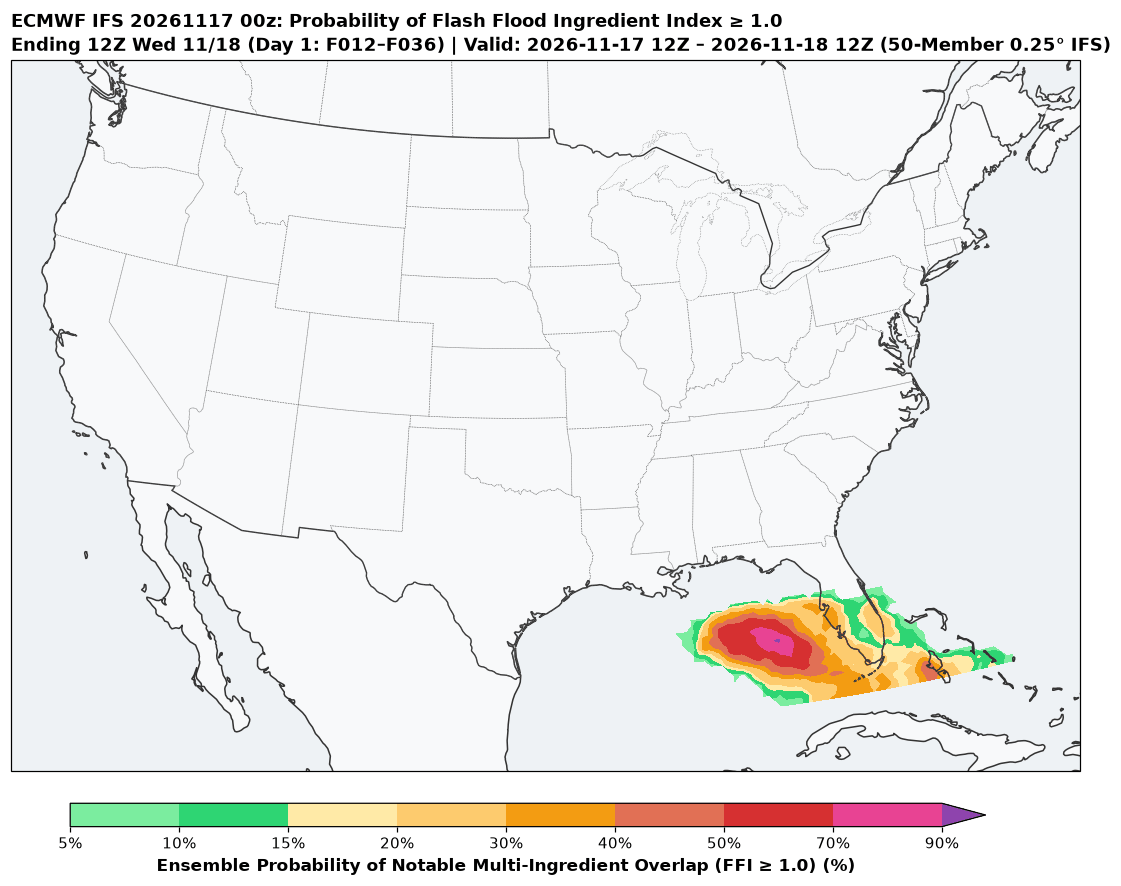 ECMWF IFS 20261117 00z: Probability of Flash Flood Ingredient Index ≥ 1.0
Ending 12Z Wed 11/18 (Day 1: F012–F036) | Valid: 2026-11-17 12Z – 2026-11-18 12Z (50-Member 0.25° IFS)
5% 10% 15% 20% 30% 40% 50% 70% 90%
Ensemble Probability of Notable Multi-Ingredient Overlap (FFI ≥ 1.0) (%)